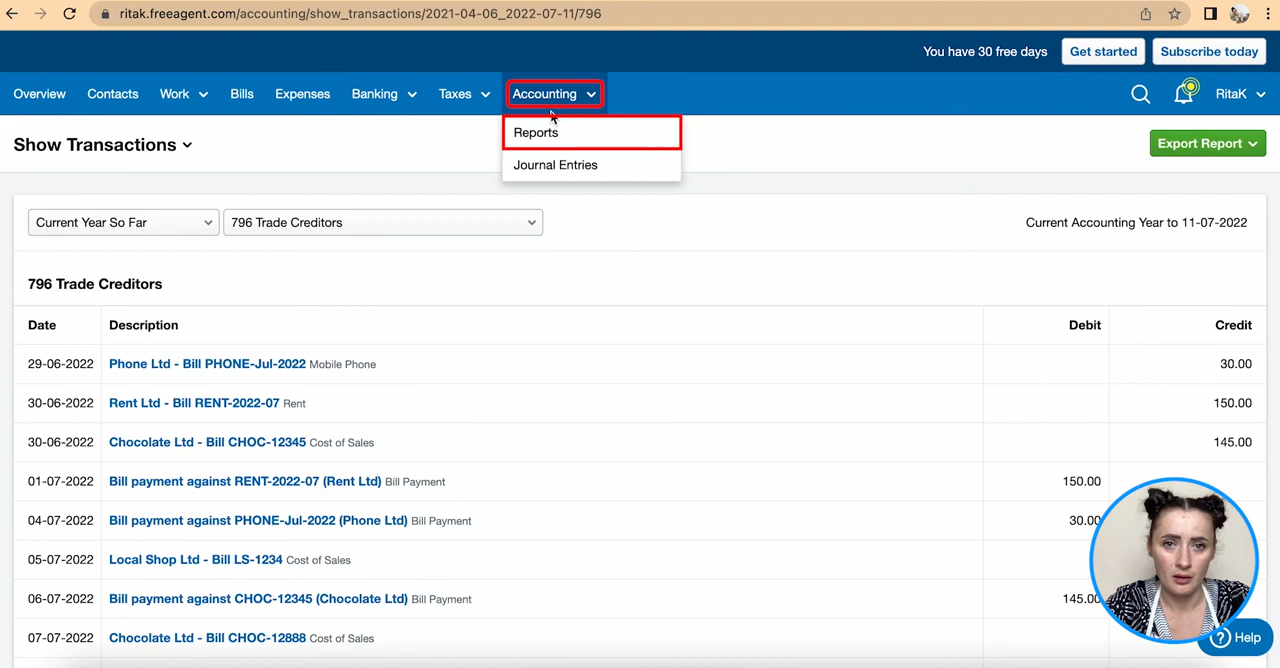 ritak.freeagent.com/accounting/show_transactions/2021-04-06_2022-07-11/796
You have 30 free days Get started Subscribe today
Overview Contacts Work Bills Expenses Banking Taxes Accounting RitaK
Reports
Journal Entries
Show Transactions Export Report
Current Year So Far 796 Trade Creditors Current Accounting Year to 11-07-2022
796 Trade Creditors
Date Description Debit Credit
29-06-2022 Phone Ltd - Bill PHONE-Jul-2022 Mobile Phone 30.00
30-06-2022 Rent Ltd - Bill RENT-2022-07 Rent 150.00
30-06-2022 Chocolate Ltd - Bill CHOC-12345 Cost of Sales 145.00
01-07-2022 Bill payment against RENT-2022-07 (Rent Ltd) Bill Payment 150.00
04-07-2022 Bill payment against PHONE-Jul-2022 (Phone Ltd) Bill Payment 30.00
05-07-2022 Local Shop Ltd - Bill LS-1234 Cost of Sales
06-07-2022 Bill payment against CHOC-12345 (Chocolate Ltd) Bill Payment 145.00
07-07-2022 Chocolate Ltd - Bill CHOC-12888 Cost of Sales
? Help